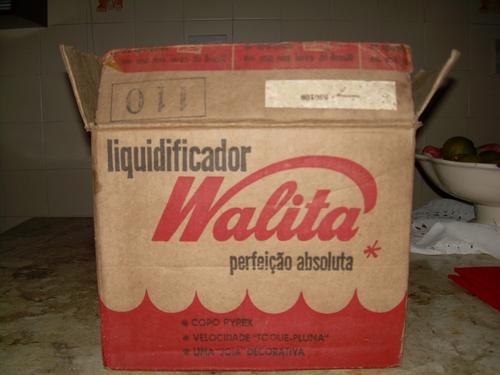 110
liquidificador
Walita
perfeição absoluta
* COPO PYREX
* VELOCIDADE "TOQUE-PLUMA"
* UMA "JOIA" DECORATIVA